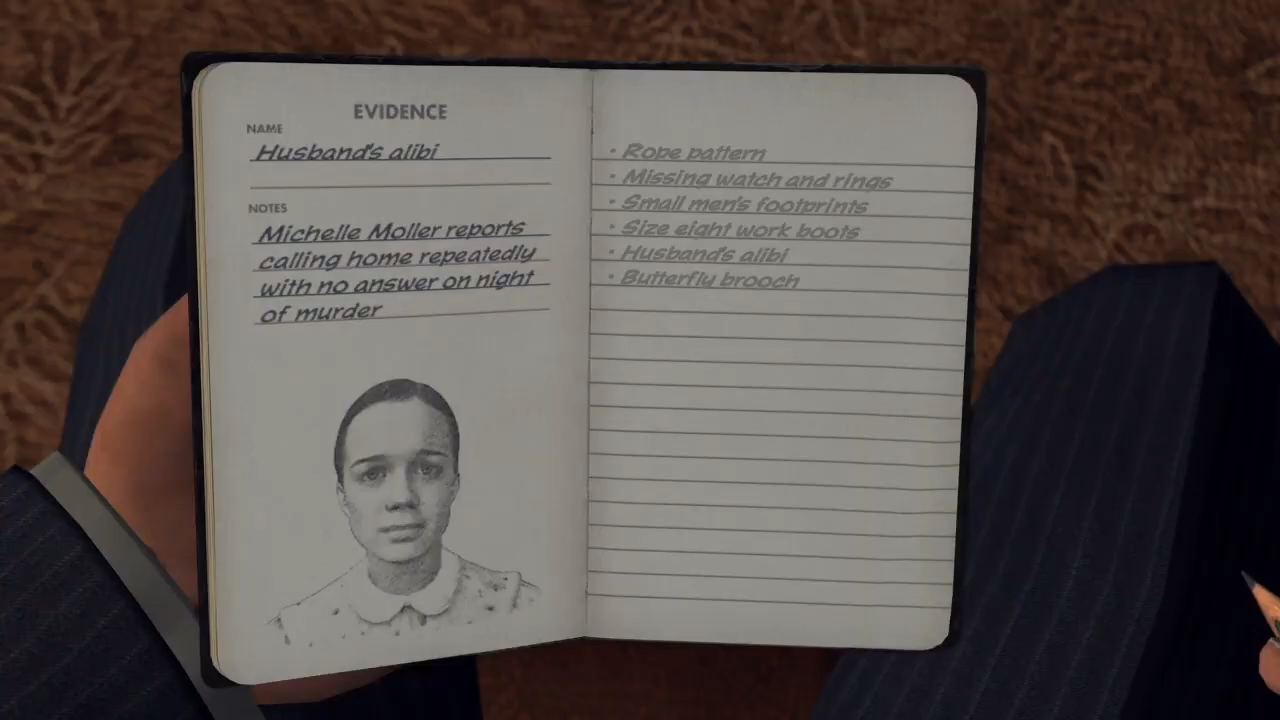 EVIDENCE
NAME
Husband's alibi
NOTES
Michelle Moller reports
calling home repeatedly
with no answer on night
of murder
· Rope pattern
· Missing watch and rings
· Small men's footprints
· Size eight work boots
· Husband's alibi
· Butterfly brooch